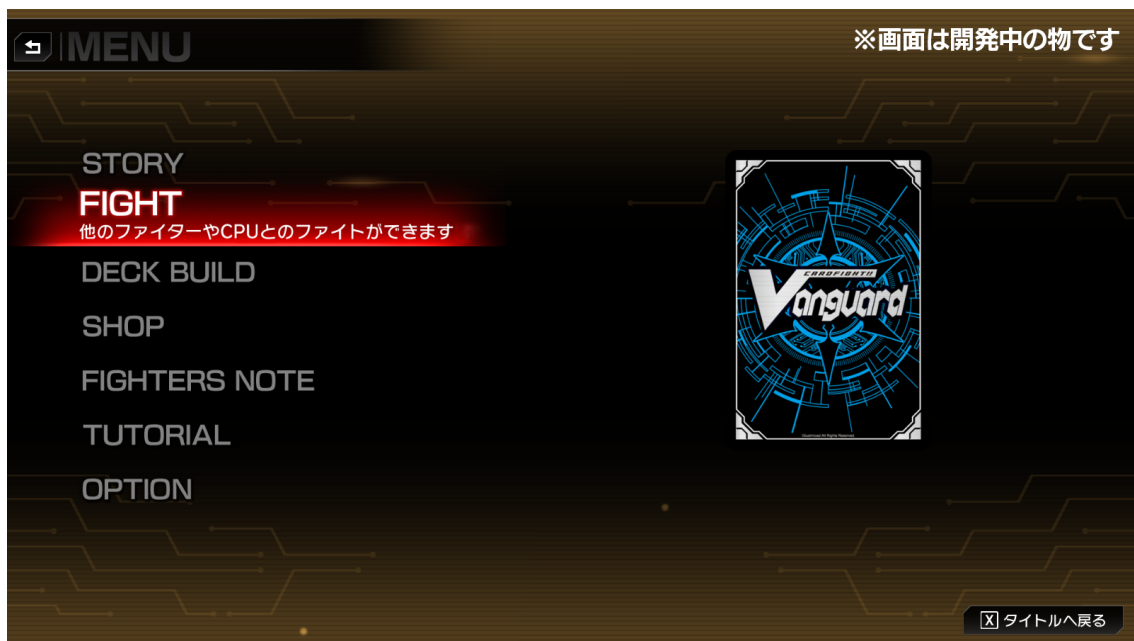 MENU
※画面は開発中の物です
STORY
FIGHT
他のファイターやCPUとのファイトができます
DECK BUILD
SHOP
FIGHTERS NOTE
TUTORIAL
OPTION
CARDFIGHT!!
Vanguard
X タイトルへ戻る